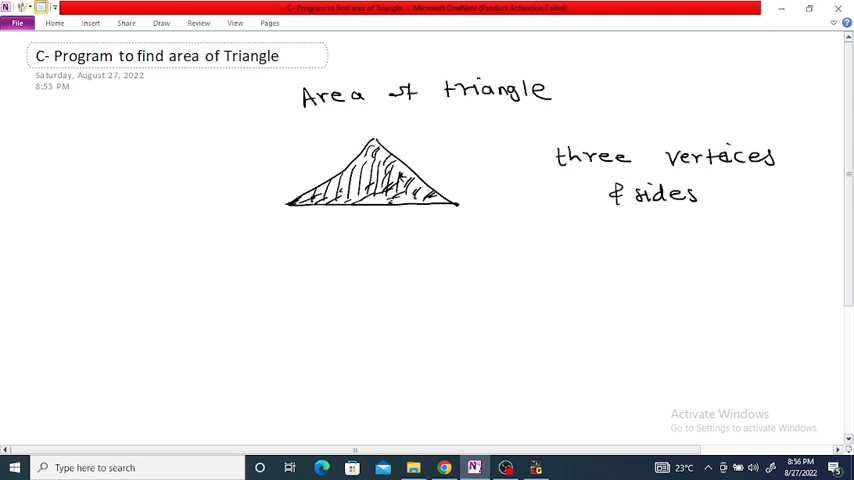 C- Program to find area of Triangle - Microsoft OneNote (Product Activation Failed)
File Home Insert Share Draw Review View Pages
C- Program to find area of Triangle
Saturday, August 27, 2022
8:53 PM
Area of triangle
three vertices
& sides
Activate Windows
Go to Settings to activate Windows.
Type here to search
23°C
8:56 PM
8/27/2022
5